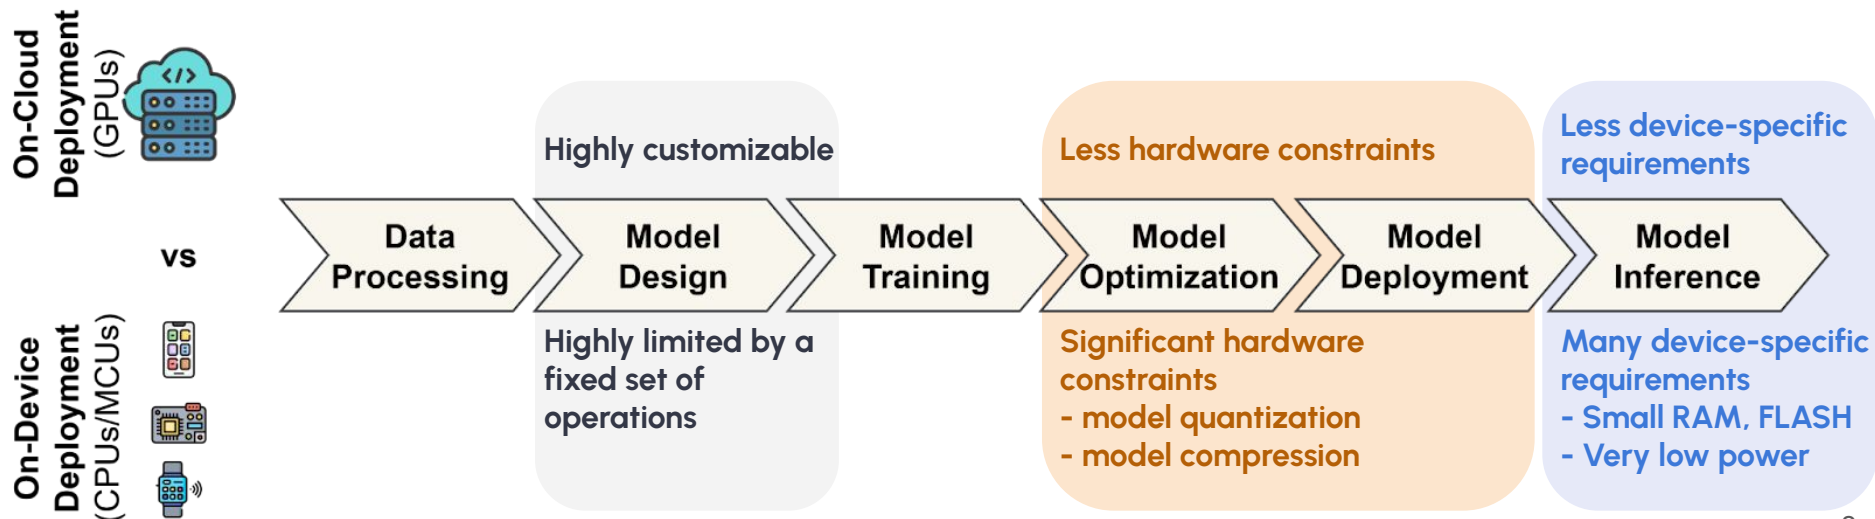 On-Cloud
Deployment
(GPUs)
</>
Highly customizable
Less hardware constraints
Less device-specific
requirements
Data
Processing
Model
Design
Model
Training
Model
Optimization
Model
Deployment
Model
Inference
vs
On-Device
Deployment
(CPUs/MCUs)
Highly limited by a
fixed set of
operations
Significant hardware
constraints
- model quantization
- model compression
Many device-specific
requirements
- Small RAM, FLASH
- Very low power